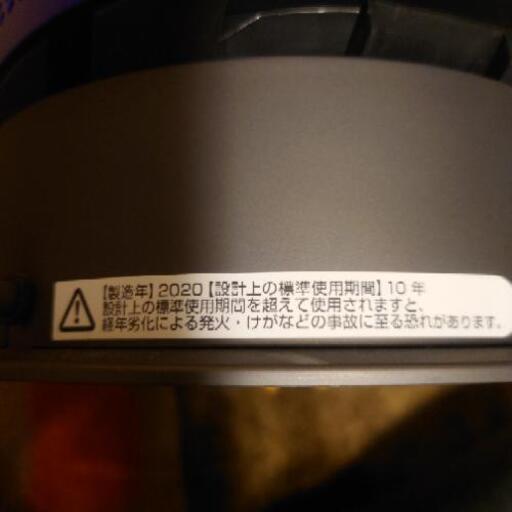 【製造年】2020【設計上の標準使用期間】10年
設計上の標準使用期間を超えて使用されますと、
経年劣化による発火・けがなどの事故に至る恐れがあります。